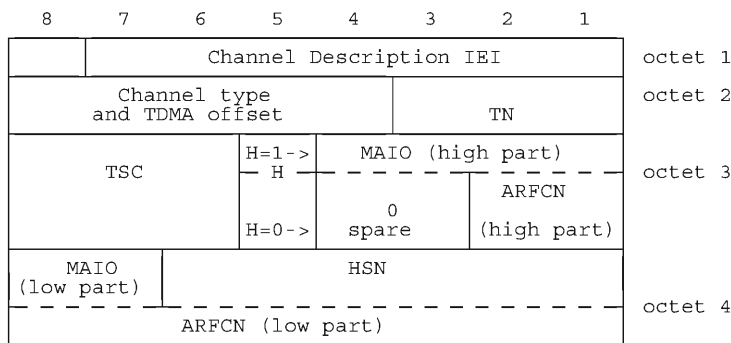 8 7 6 5 4 3 2 1
Channel Description IEI octet 1
Channel type octet 2
and TDMA offset TN
H=1-> MAIO (high part)
TSC H octet 3
ARFCN
0
H=0-> spare (high part)
MAIO HSN
(low part)
octet 4
ARFCN (low part)